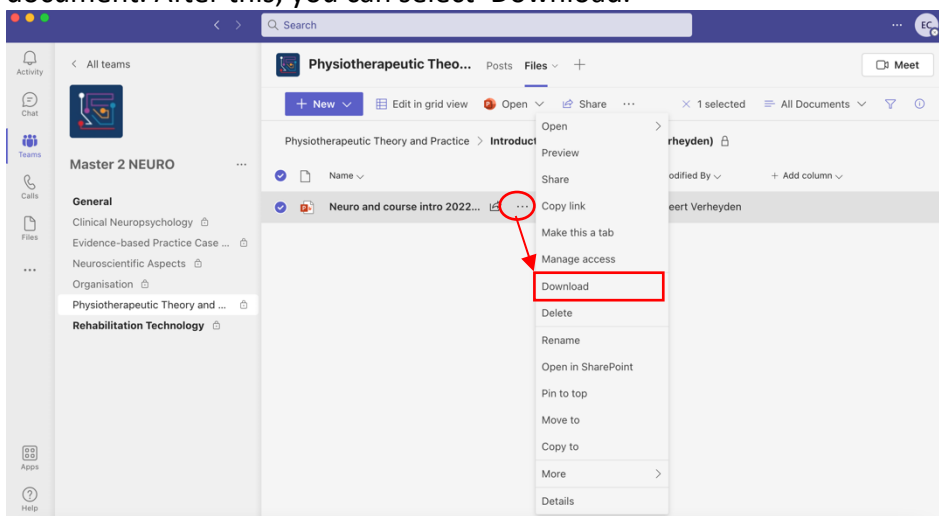 document. After this, you can select 'Download.'
Search
EC
Activity
Chat
Teams
Calls
Files
Apps
Help
All teams
Master 2 NEURO
General
Clinical Neuropsychology
Evidence-based Practice Case ...
Neuroscientific Aspects
Organisation
Physiotherapeutic Theory and ...
Rehabilitation Technology
Physiotherapeutic Theo... Posts Files
Meet
New Edit in grid view Open Share ... 1 selected All Documents
Physiotherapeutic Theory and Practice > Introduct rheyden)
Name odified By + Add column
Neuro and course intro 2022... ... eert Verheyden
Open
Preview
Share
Copy link
Make this a tab
Manage access
Download
Delete
Rename
Open in SharePoint
Pin to top
Move to
Copy to
More
Details